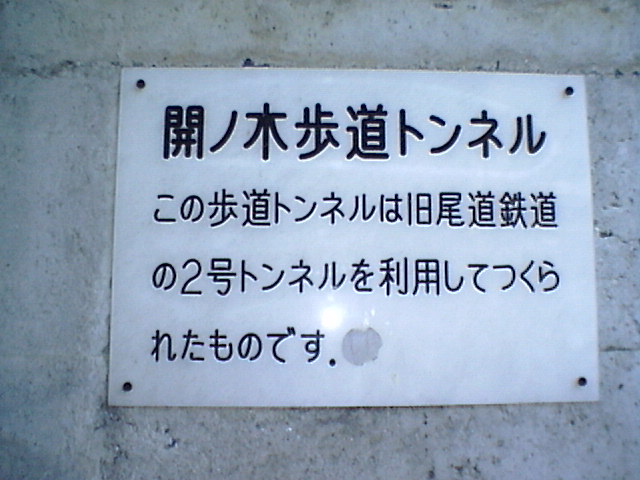 開ノ木歩道トンネル
この歩道トンネルは旧尾道鉄道
の2号トンネルを利用してつくら
れたものです.